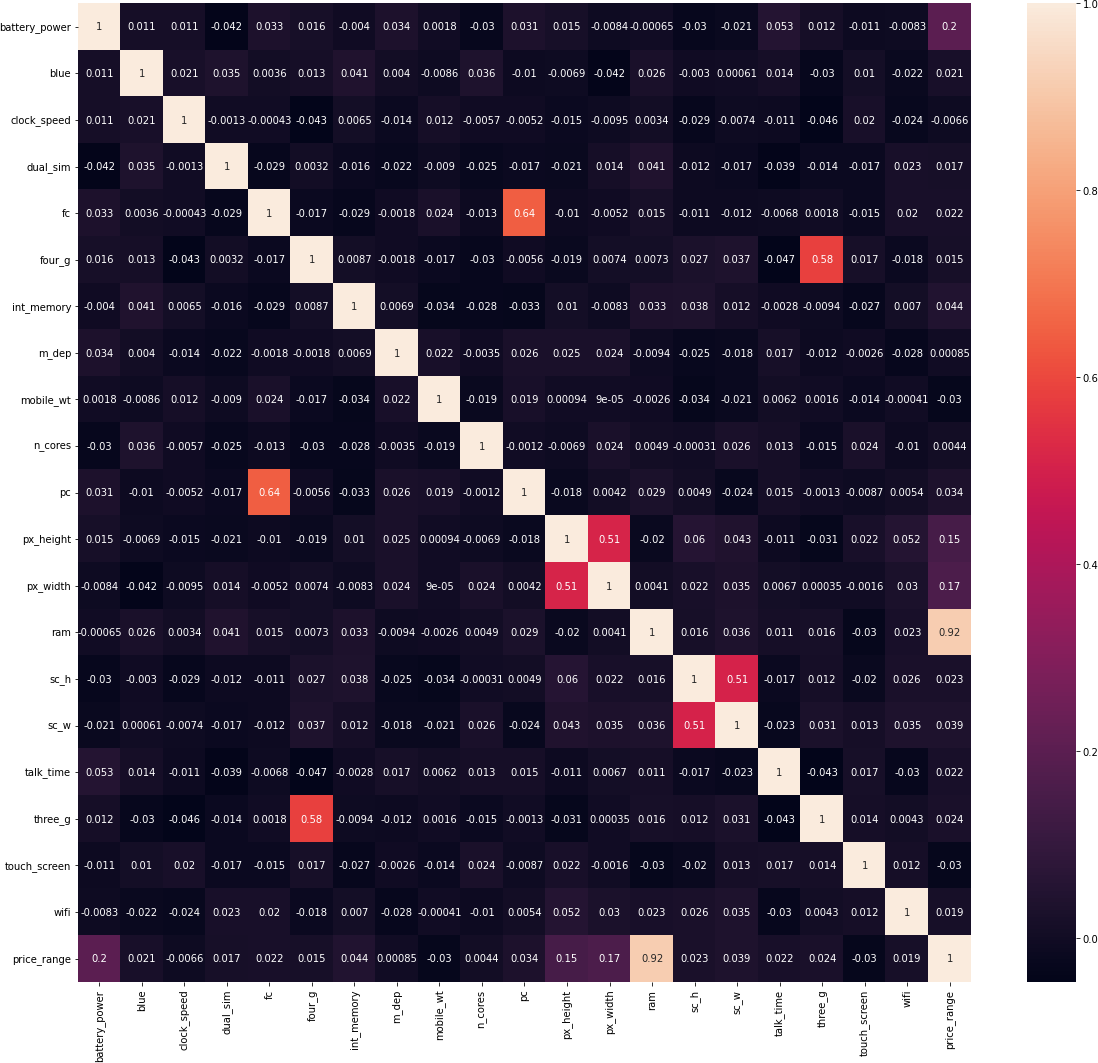 battery_power 1 0.011 0.011 -0.042 0.033 0.016 -0.004 0.034 0.0018 -0.03 0.031 0.015 -0.0084 -0.00065 -0.03 -0.021 0.053 0.012 -0.011 -0.0083 0.2
blue 0.011 1 0.021 0.035 0.0036 0.013 0.041 0.004 -0.0086 0.036 -0.01 -0.0069 -0.042 0.026 -0.003 0.00061 0.014 -0.03 0.01 -0.022 0.021
clock_speed 0.011 0.021 1 -0.0013 -0.00043 -0.043 0.0065 -0.014 0.012 -0.0057 -0.0052 -0.015 -0.0095 0.0034 -0.029 -0.0074 -0.011 -0.046 0.02 -0.024 -0.0066
dual_sim -0.042 0.035 -0.0013 1 -0.029 0.0032 -0.016 -0.022 -0.009 -0.025 -0.017 -0.021 0.014 0.041 -0.012 -0.017 -0.039 -0.014 -0.017 0.023 0.017
fc 0.033 0.0036 -0.00043 -0.029 1 -0.017 -0.029 -0.0018 0.024 -0.013 0.64 -0.01 -0.0052 0.015 -0.011 -0.012 -0.0068 0.0018 -0.015 0.02 0.022
four_g 0.016 0.013 -0.043 0.0032 -0.017 1 0.0087 -0.0018 -0.017 -0.03 -0.0056 -0.019 0.0074 0.0073 0.027 0.037 -0.047 0.58 0.017 -0.018 0.015
int_memory -0.004 0.041 0.0065 -0.016 -0.029 0.0087 1 0.0069 -0.034 -0.028 -0.033 0.01 -0.0083 0.033 0.038 0.012 -0.0028 -0.0094 -0.027 0.007 0.044
m_dep 0.034 0.004 -0.014 -0.022 -0.0018 -0.0018 0.0069 1 0.022 -0.0035 0.026 0.025 0.024 -0.0094 -0.025 -0.018 0.017 -0.012 -0.0026 -0.028 0.00085
mobile_wt 0.0018 -0.0086 0.012 -0.009 0.024 -0.017 -0.034 0.022 1 -0.019 0.019 0.00094 9e-05 -0.0026 -0.034 -0.021 0.0062 0.0016 -0.014 -0.00041 -0.03
n_cores -0.03 0.036 -0.0057 -0.025 -0.013 -0.03 -0.028 -0.0035 -0.019 1 -0.0012 -0.0069 0.024 0.0049 -0.00031 0.026 0.013 -0.015 0.024 -0.01 0.0044
pc 0.031 -0.01 -0.0052 -0.017 0.64 -0.0056 -0.033 0.026 0.019 -0.0012 1 -0.018 0.0042 0.029 0.0049 -0.024 0.015 -0.0013 -0.0087 0.0054 0.034
px_height 0.015 -0.0069 -0.015 -0.021 -0.01 -0.019 0.01 0.025 0.00094 -0.0069 -0.018 1 0.51 -0.02 0.06 0.043 -0.011 -0.031 0.022 0.052 0.15
px_width -0.0084 -0.042 -0.0095 0.014 -0.0052 0.0074 -0.0083 0.024 9e-05 0.024 0.0042 0.51 1 0.0041 0.022 0.035 0.0067 0.00035 -0.0016 0.03 0.17
ram -0.00065 0.026 0.0034 0.041 0.015 0.0073 0.033 -0.0094 -0.0026 0.0049 0.029 -0.02 0.0041 1 0.016 0.036 0.011 0.016 -0.03 0.023 0.92
sc_h -0.03 -0.003 -0.029 -0.012 -0.011 0.027 0.038 -0.025 -0.034 -0.00031 0.0049 0.06 0.022 0.016 1 0.51 -0.017 0.012 -0.02 0.026 0.023
sc_w -0.021 0.00061 -0.0074 -0.017 -0.012 0.037 0.012 -0.018 -0.021 0.026 -0.024 0.043 0.035 0.036 0.51 1 -0.023 0.031 0.013 0.035 0.039
talk_time 0.053 0.014 -0.011 -0.039 -0.0068 -0.047 -0.0028 0.017 0.0062 0.013 0.015 -0.011 0.0067 0.011 -0.017 -0.023 1 -0.043 0.017 -0.03 0.022
three_g 0.012 -0.03 -0.046 -0.014 0.0018 0.58 -0.0094 -0.012 0.0016 -0.015 -0.0013 -0.031 0.00035 0.016 0.012 0.031 -0.043 1 0.014 0.0043 0.024
touch_screen -0.011 0.01 0.02 -0.017 -0.015 0.017 -0.027 -0.0026 -0.014 0.024 -0.0087 0.022 -0.0016 -0.03 -0.02 0.013 0.017 0.014 1 0.012 -0.03
wifi -0.0083 -0.022 -0.024 0.023 0.02 -0.018 0.007 -0.028 -0.00041 -0.01 0.0054 0.052 0.03 0.023 0.026 0.035 -0.03 0.0043 0.012 1 0.019
price_range 0.2 0.021 -0.0066 0.017 0.022 0.015 0.044 0.00085 -0.03 0.0044 0.034 0.15 0.17 0.92 0.023 0.039 0.022 0.024 -0.03 0.019 1
battery_power blue clock_speed dual_sim fc four_g int_memory m_dep mobile_wt n_cores pc px_height px_width ram sc_h sc_w talk_time three_g touch_screen wifi price_range
1.0
0.8
0.6
0.4
0.2
0.0